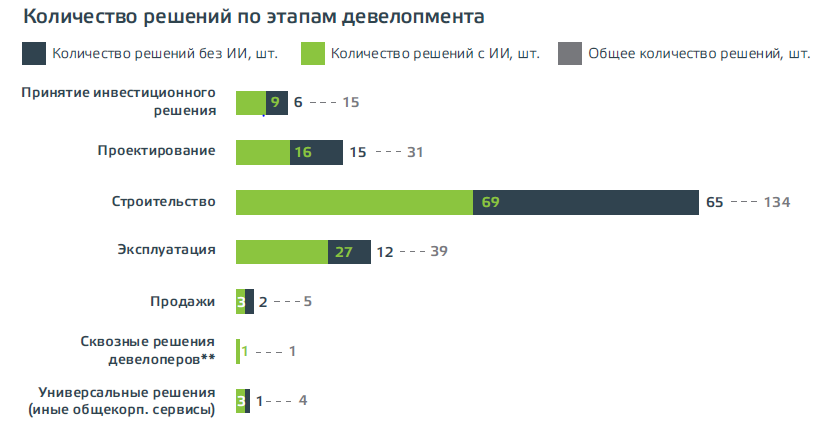 Количество решений по этапам девелопмента
Количество решений без ИИ, шт. Количество решений с ИИ, шт. Общее количество решений, шт.
Принятие инвестиционного
решения
9 6 --- 15
Проектирование 16 15 --- 31
Строительство 69 65 --- 134
Эксплуатация 27 12 --- 39
Продажи 3 2 --- 5
Сквозные решения
девелоперов**
1 --- 1
Универсальные решения
(иные общекорп. сервисы)
3 1 --- 4